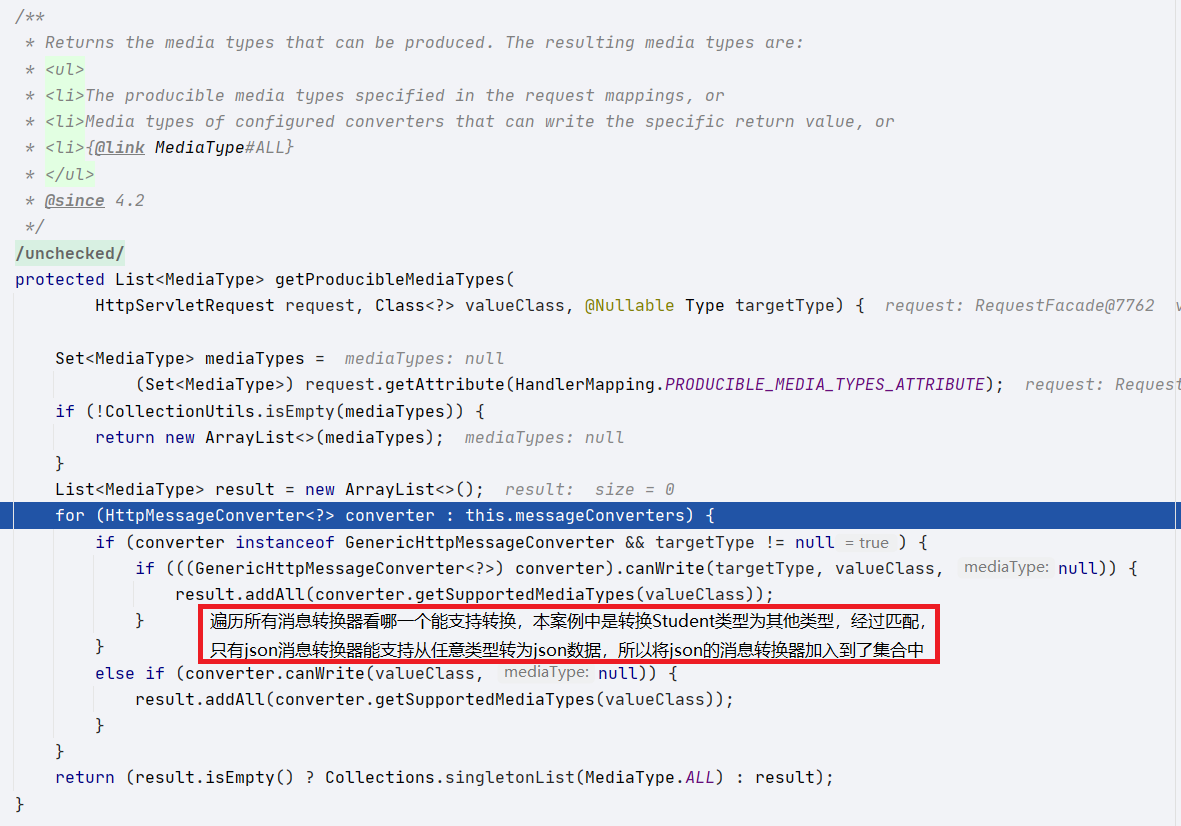 /**
* Returns the media types that can be produced. The resulting media types are:
* <ul>
* <li>The producible media types specified in the request mappings, or
* <li>Media types of configured converters that can write the specific return value, or
* <li>{@link MediaType#ALL}
* </ul>
* @since 4.2
*/
/unchecked/
protected List<MediaType> getProducibleMediaTypes(
HttpServletRequest request, Class<?> valueClass, @Nullable Type targetType) { request: RequestFacade@7762
Set<MediaType> mediaTypes = mediaTypes: null
(Set<MediaType>) request.getAttribute(HandlerMapping.PRODUCIBLE_MEDIA_TYPES_ATTRIBUTE); request: Request
if (!CollectionUtils.isEmpty(mediaTypes)) {
return new ArrayList<>(mediaTypes); mediaTypes: null
}
List<MediaType> result = new ArrayList<>(); result: size = 0
for (HttpMessageConverter<?> converter : this.messageConverters) {
if (converter instanceof GenericHttpMessageConverter && targetType != null = true ) {
if (((GenericHttpMessageConverter<?>) converter).canWrite(targetType, valueClass, mediaType: null)) {
result.addAll(converter.getSupportedMediaTypes(valueClass));
} 遍历所有消息转换器看哪一个能支持转换，本案例中是转换Student类型为其他类型，经过匹配，
} 只有json消息转换器能支持从任意类型转为json数据，所以将json的消息转换器加入到了集合中
else if (converter.canWrite(valueClass, mediaType: null)) {
result.addAll(converter.getSupportedMediaTypes(valueClass));
}
}
return (result.isEmpty() ? Collections.singletonList(MediaType.ALL) : result);
}